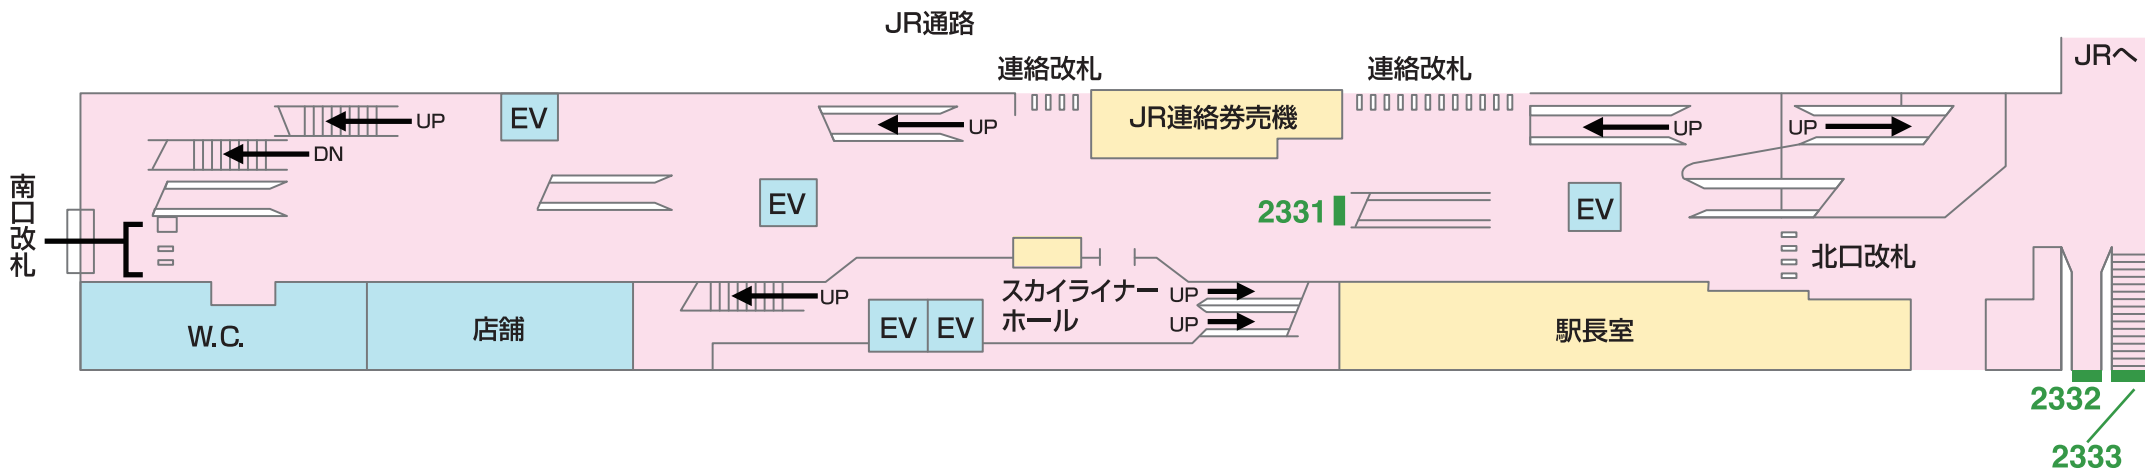 JR通路
JRへ
連絡改札
連絡改札
EV
UP
UP
JR連絡券売機
UP
UP
DN
南口改札
EV
2331
EV
北口改札
スカイライナー
ホール
UP
UP
UP
W.C.
店舗
EV
EV
駅長室
2332
2333